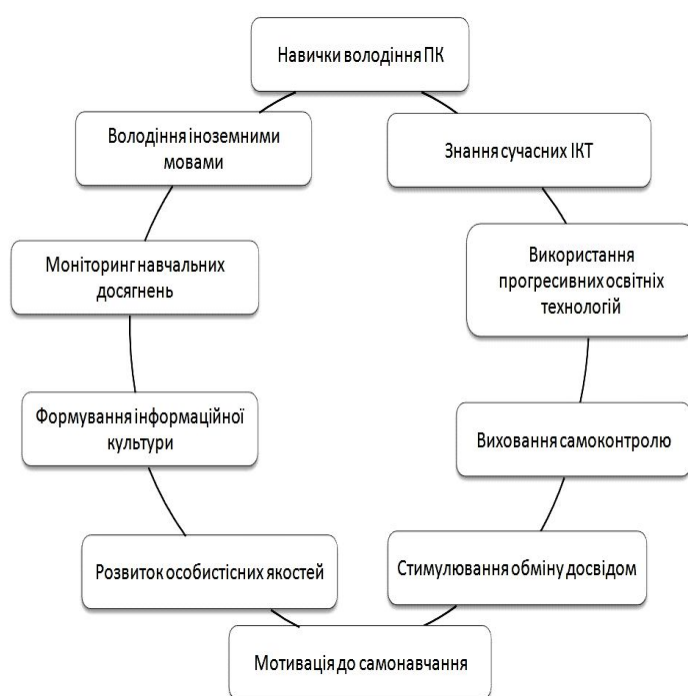 Навички володіння ПК
Знання сучасних ІКТ
Використання
прогресивних освітніх
технологій
Виховання самоконтролю
Стимулювання обміну досвідом
Мотивація до самонавчання
Розвиток особистісних якостей
Формування інформаційної
культури
Моніторинг навчальних
досягнень
Володіння іноземними
мовами